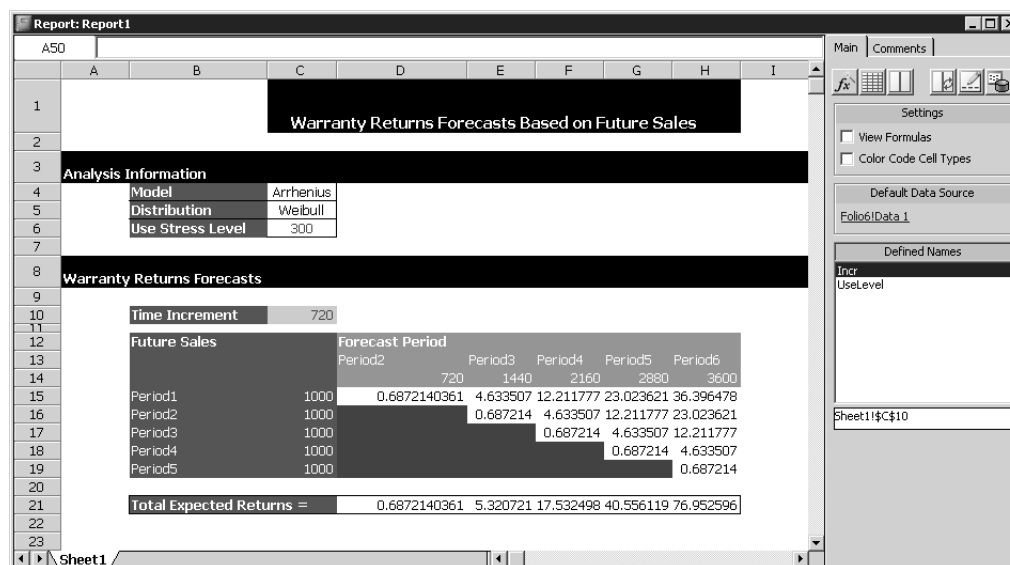 Report: Report1
A50
Main Comments
A B C D E F G H I
fx
1 Warranty Returns Forecasts Based on Future Sales
Settings
View Formulas
Color Code Cell Types
Default Data Source
Folio6!Data 1
Defined Names
Incr
UseLevel
Sheet1!$C$10
2
3 Analysis Information
4 Model Arrhenius
5 Distribution Weibull
6 Use Stress Level 300
7
8 Warranty Returns Forecasts
9
10 Time Increment 720
11
12 Future Sales Forecast Period
13 Period2 Period3 Period4 Period5 Period6
14 720 1440 2160 2880 3600
15 Period1 1000 0.6872140361 4.633507 12.211777 23.023621 36.396478
16 Period2 1000 0.687214 4.633507 12.211777 23.023621
17 Period3 1000 0.687214 4.633507 12.211777
18 Period4 1000 0.687214 4.633507
19 Period5 1000 0.687214
20
21 Total Expected Returns = 0.6872140361 5.320721 17.532498 40.556119 76.952596
22
23
Sheet1